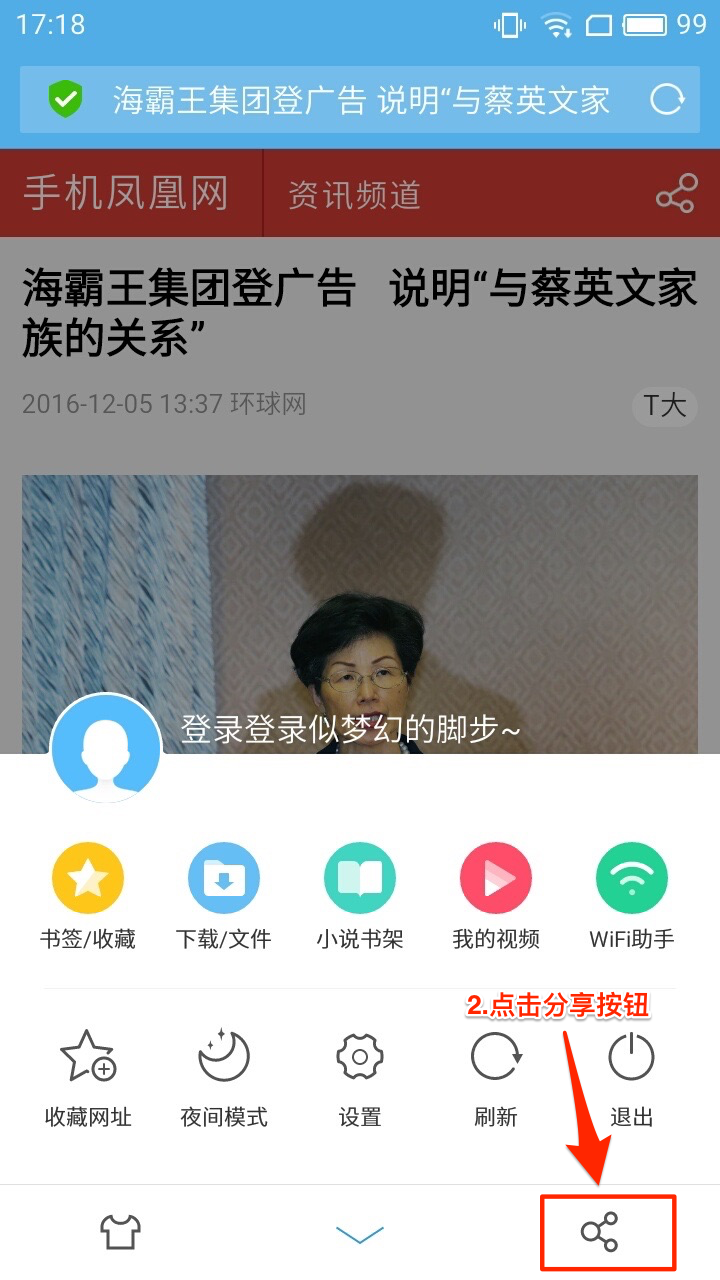 17:18
99
海霸王集团登广告 说明“与蔡英文家
手机凤凰网
资讯频道
海霸王集团登广告 说明“与蔡英文家
族的关系”
2016-12-05 13:37 环球网
T大
登录登录似梦幻的脚步~
书签/收藏
下载/文件
小说书架
我的视频
WiFi助手
2.点击分享按钮
收藏网址
夜间模式
设置
刷新
退出